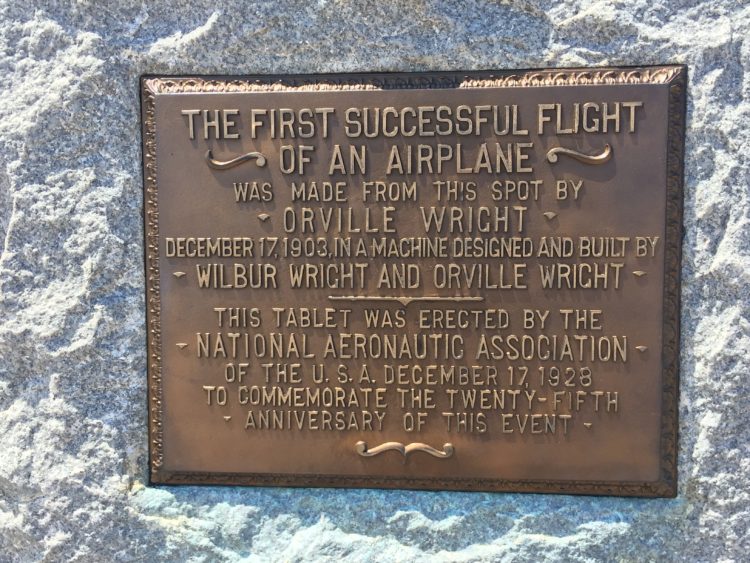 THE FIRST SUCCESSFUL FLIGHT
OF AN AIRPLANE
WAS MADE FROM THIS SPOT BY
ORVILLE WRIGHT
DECEMBER 17, 1903, IN A MACHINE DESIGNED AND BUILT BY
WILBUR WRIGHT AND ORVILLE WRIGHT
THIS TABLET WAS ERECTED BY THE
NATIONAL AERONAUTIC ASSOCIATION
OF THE U.S.A. DECEMBER 17, 1928
TO COMMEMORATE THE TWENTY-FIFTH
ANNIVERSARY OF THIS EVENT